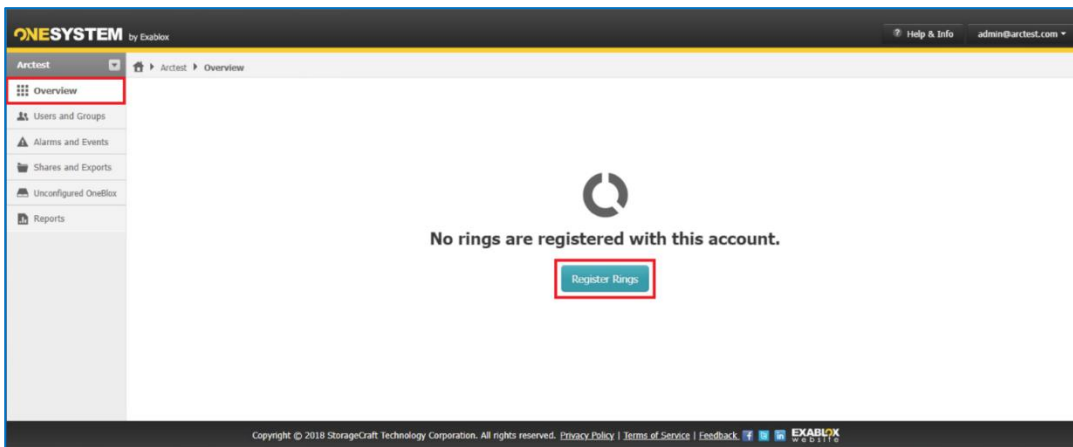 ONESYSTEM by Exablox
? Help & Info
admin@arctest.com
Arctest
Arctest
Overview
Overview
Users and Groups
Alarms and Events
Shares and Exports
Unconfigured OneBlox
Reports
No rings are registered with this account.
Register Rings
Copyright © 2018 StorageCraft Technology Corporation. All rights reserved. Privacy Policy | Terms of Service | Feedback
EXABLOX
website